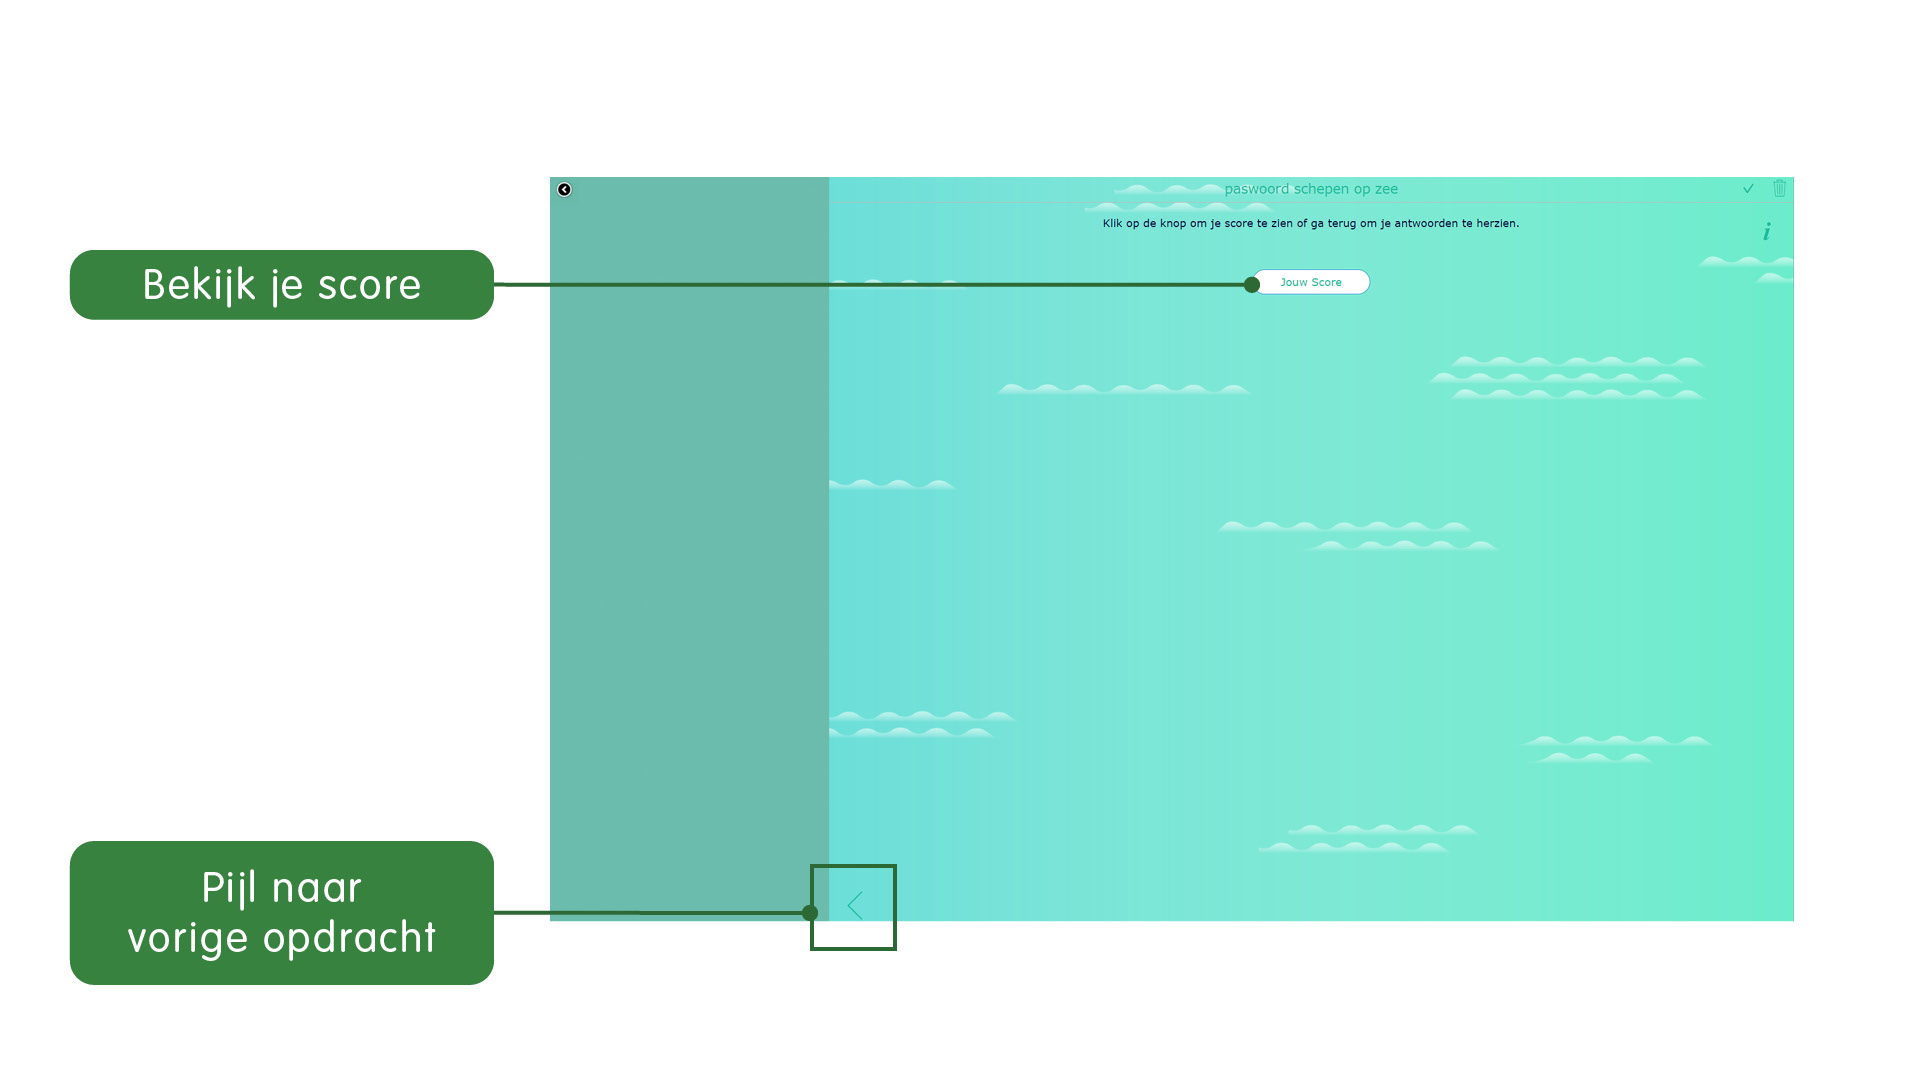 paswoord schepen op zee
Klik op de knop om je score te zien of ga terug om je antwoorden te herzien.
i
Bekijk je score
Jouw Score
Pijl naar
vorige opdracht